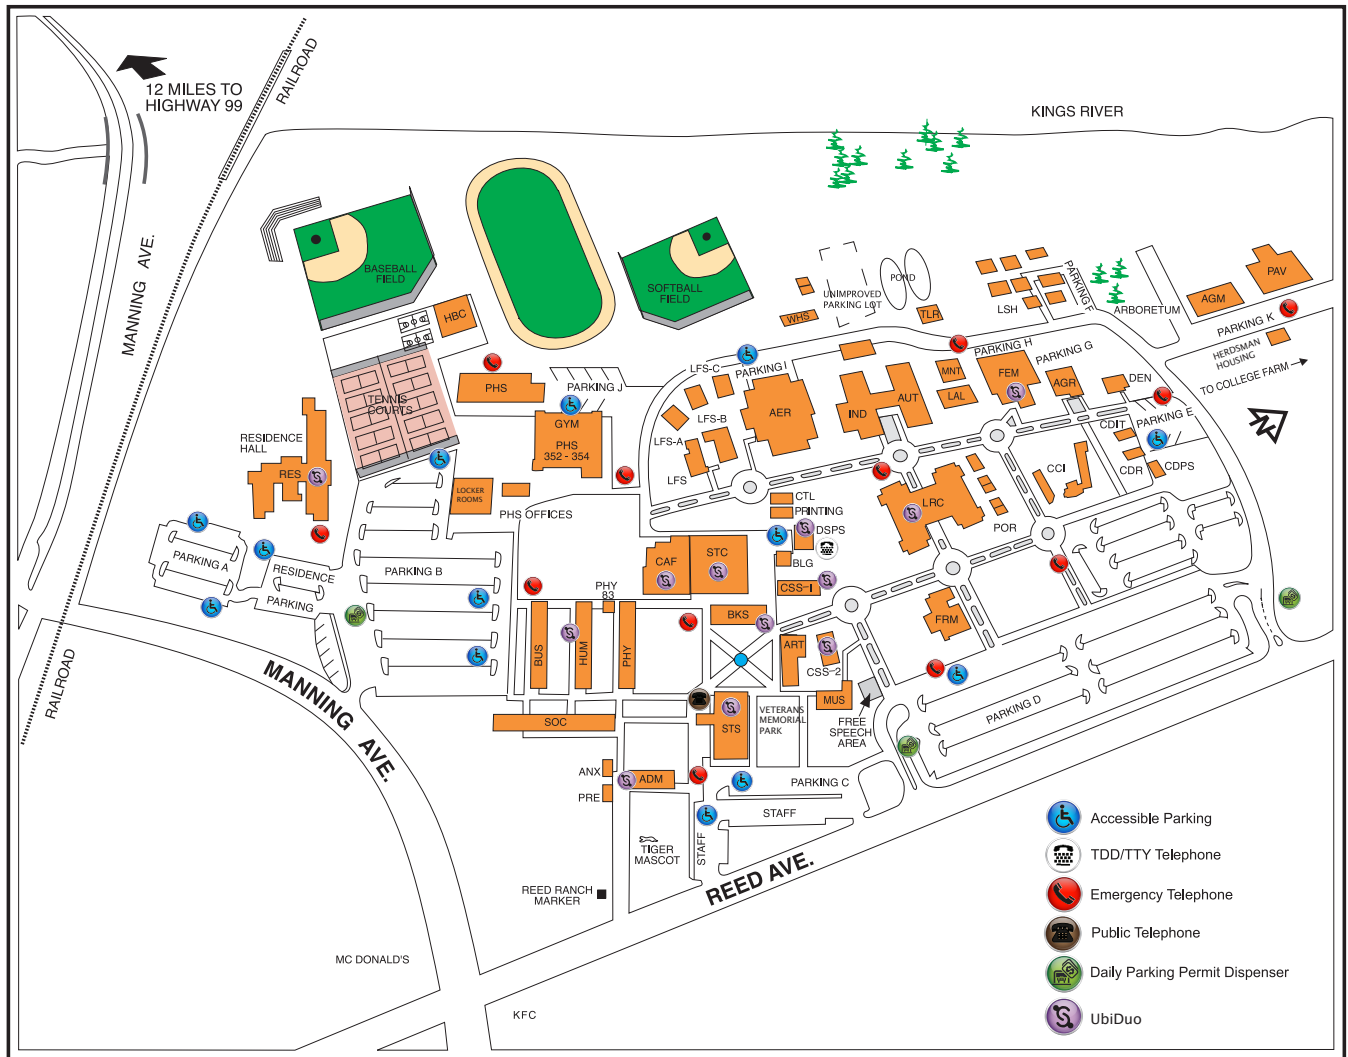 KINGS RIVER
RAILROAD
12 MILES TO
HIGHWAY 99
MANNING AVE.
BASEBALL
FIELD
SOFTBALL
FIELD
HBC
TENNIS
COURTS
UNIMPROVED
PARKING LOT
POND
WHS
TLR
LSH
PARKING F
ARBORETUM
AGM
PAV
PARKING K
HERDSMAN
HOUSING
TO COLLEGE FARM
N
PHS
PARKING J
GYM
PHS
352 - 354
LFS-C
PARKING I
LFS-B
LFS-A
LFS
AER
IND
AUT
MNT
LAL
PARKING H
FEM
PARKING G
AGR
DEN
PARKING E
CDIT
CDR
CDPS
CCI
RESIDENCE
HALL
RES
LOCKER
ROOMS
PHS OFFICES
CTL
PRINTING
DSPS
BLG
CSS-1
LRC
POR
PARKING A
RESIDENCE
PARKING
PARKING B
CAF
STC
PHY
83
BUS
HUM
PHY
BKS
ART
CSS-2
MUS
FRM
FREE
SPEECH
AREA
VETERANS
MEMORIAL
PARK
STS
SOC
ANX
PRE
ADM
PARKING C
STAFF
STAFF
PARKING D
TIGER
MASCOT
REED RANCH
MARKER
MANNING AVE.
REED AVE.
RAILROAD
MC DONALD'S
KFC
Accessible Parking
TDD/TTY Telephone
Emergency Telephone
Public Telephone
Daily Parking Permit Dispenser
UbiDuo